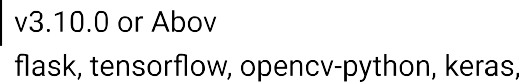 v3.10.0 or Abov
flask, tensorflow, opencv-python, keras,